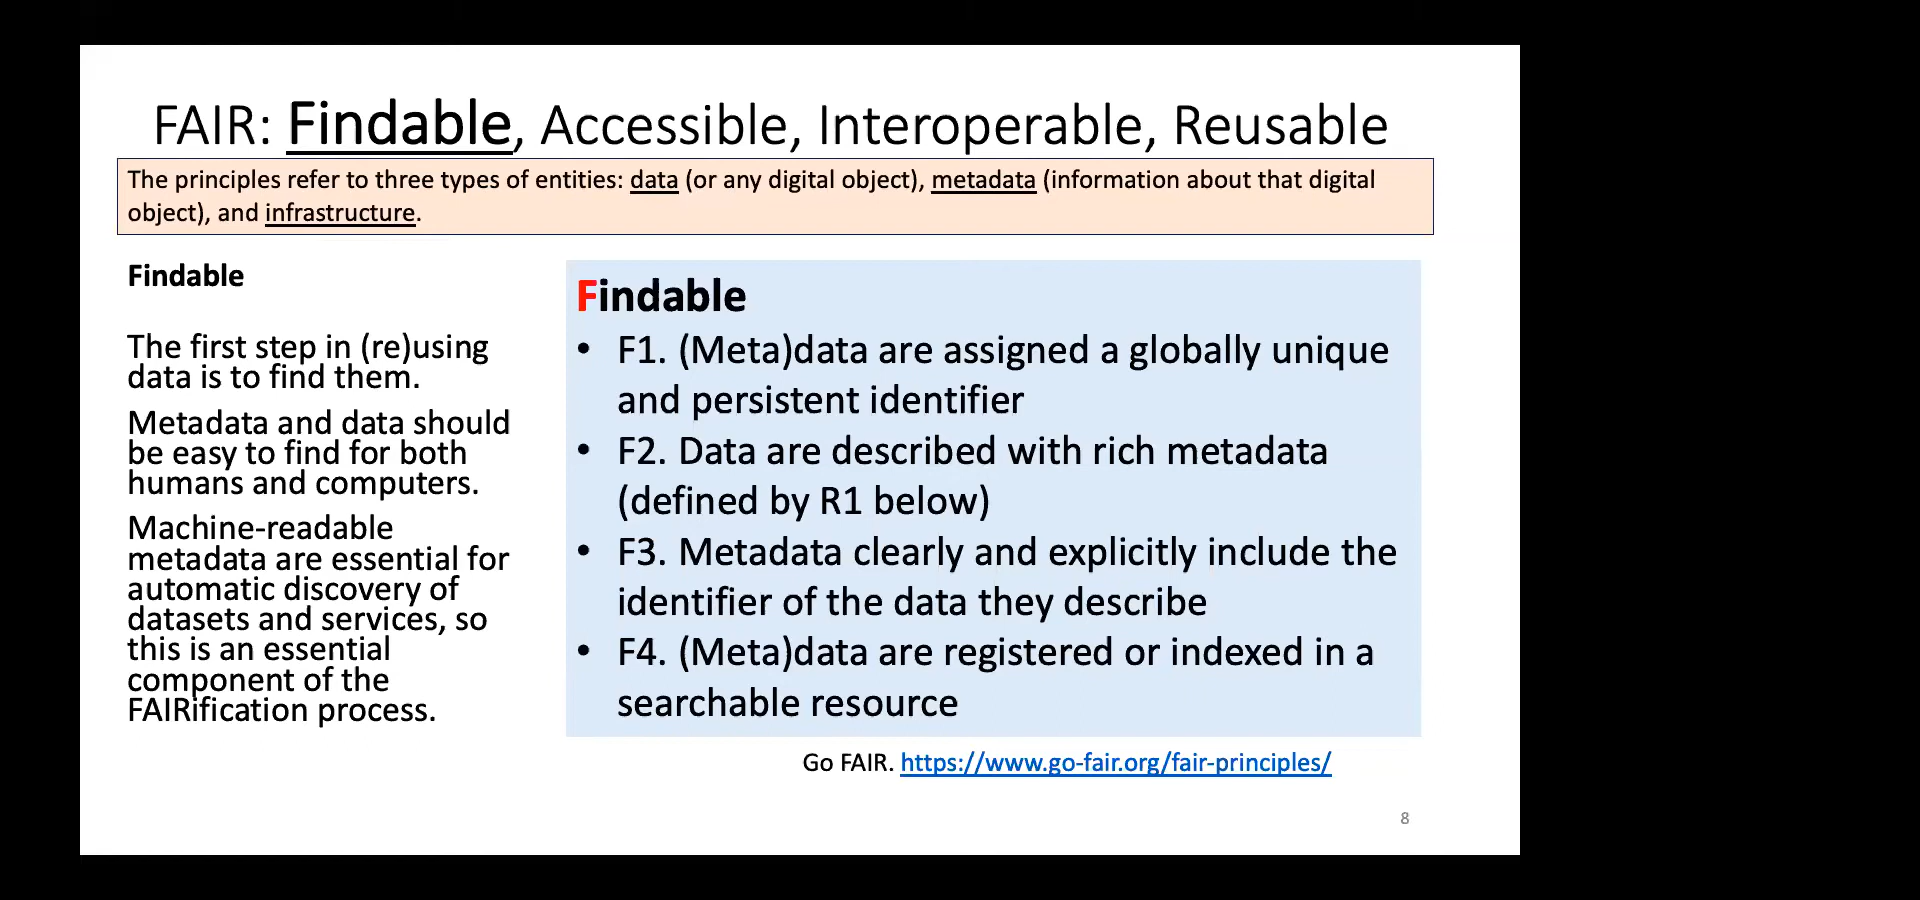 FAIR: Findable, Accessible, Interoperable, Reusable
The principles refer to three types of entities: data (or any digital object), metadata (information about that digital
object), and infrastructure.
Findable
The first step in (re)using
data is to find them.
Metadata and data should
be easy to find for both
humans and computers.
Machine-readable
metadata are essential for
automatic discovery of
datasets and services, so
this is an essential
component of the
FAIRification process.
Findable
• F1. (Meta)data are assigned a globally unique
and persistent identifier
• F2. Data are described with rich metadata
(defined by R1 below)
• F3. Metadata clearly and explicitly include the
identifier of the data they describe
• F4. (Meta)data are registered or indexed in a
searchable resource
Go FAIR. https://www.go-fair.org/fair-principles/
8